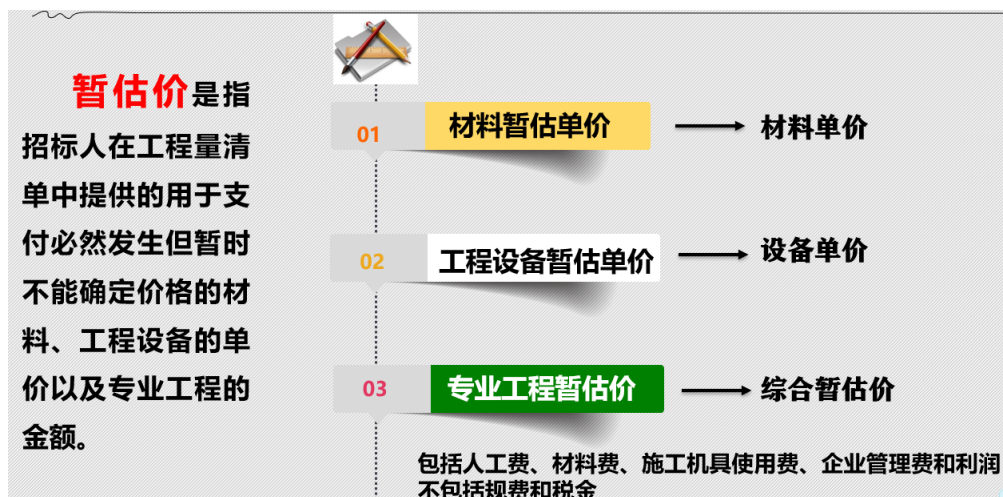 暂估价是指
招标人在工程量清
单中提供的用于支
付必然发生但暂时
不能确定价格的材
料、工程设备的单
价以及专业工程的
金额。
01 材料暂估单价 材料单价
02 工程设备暂估单价 设备单价
03 专业工程暂估价 综合暂估价
包括人工费、材料费、施工机具使用费、企业管理费和利润
不包括规费和税金